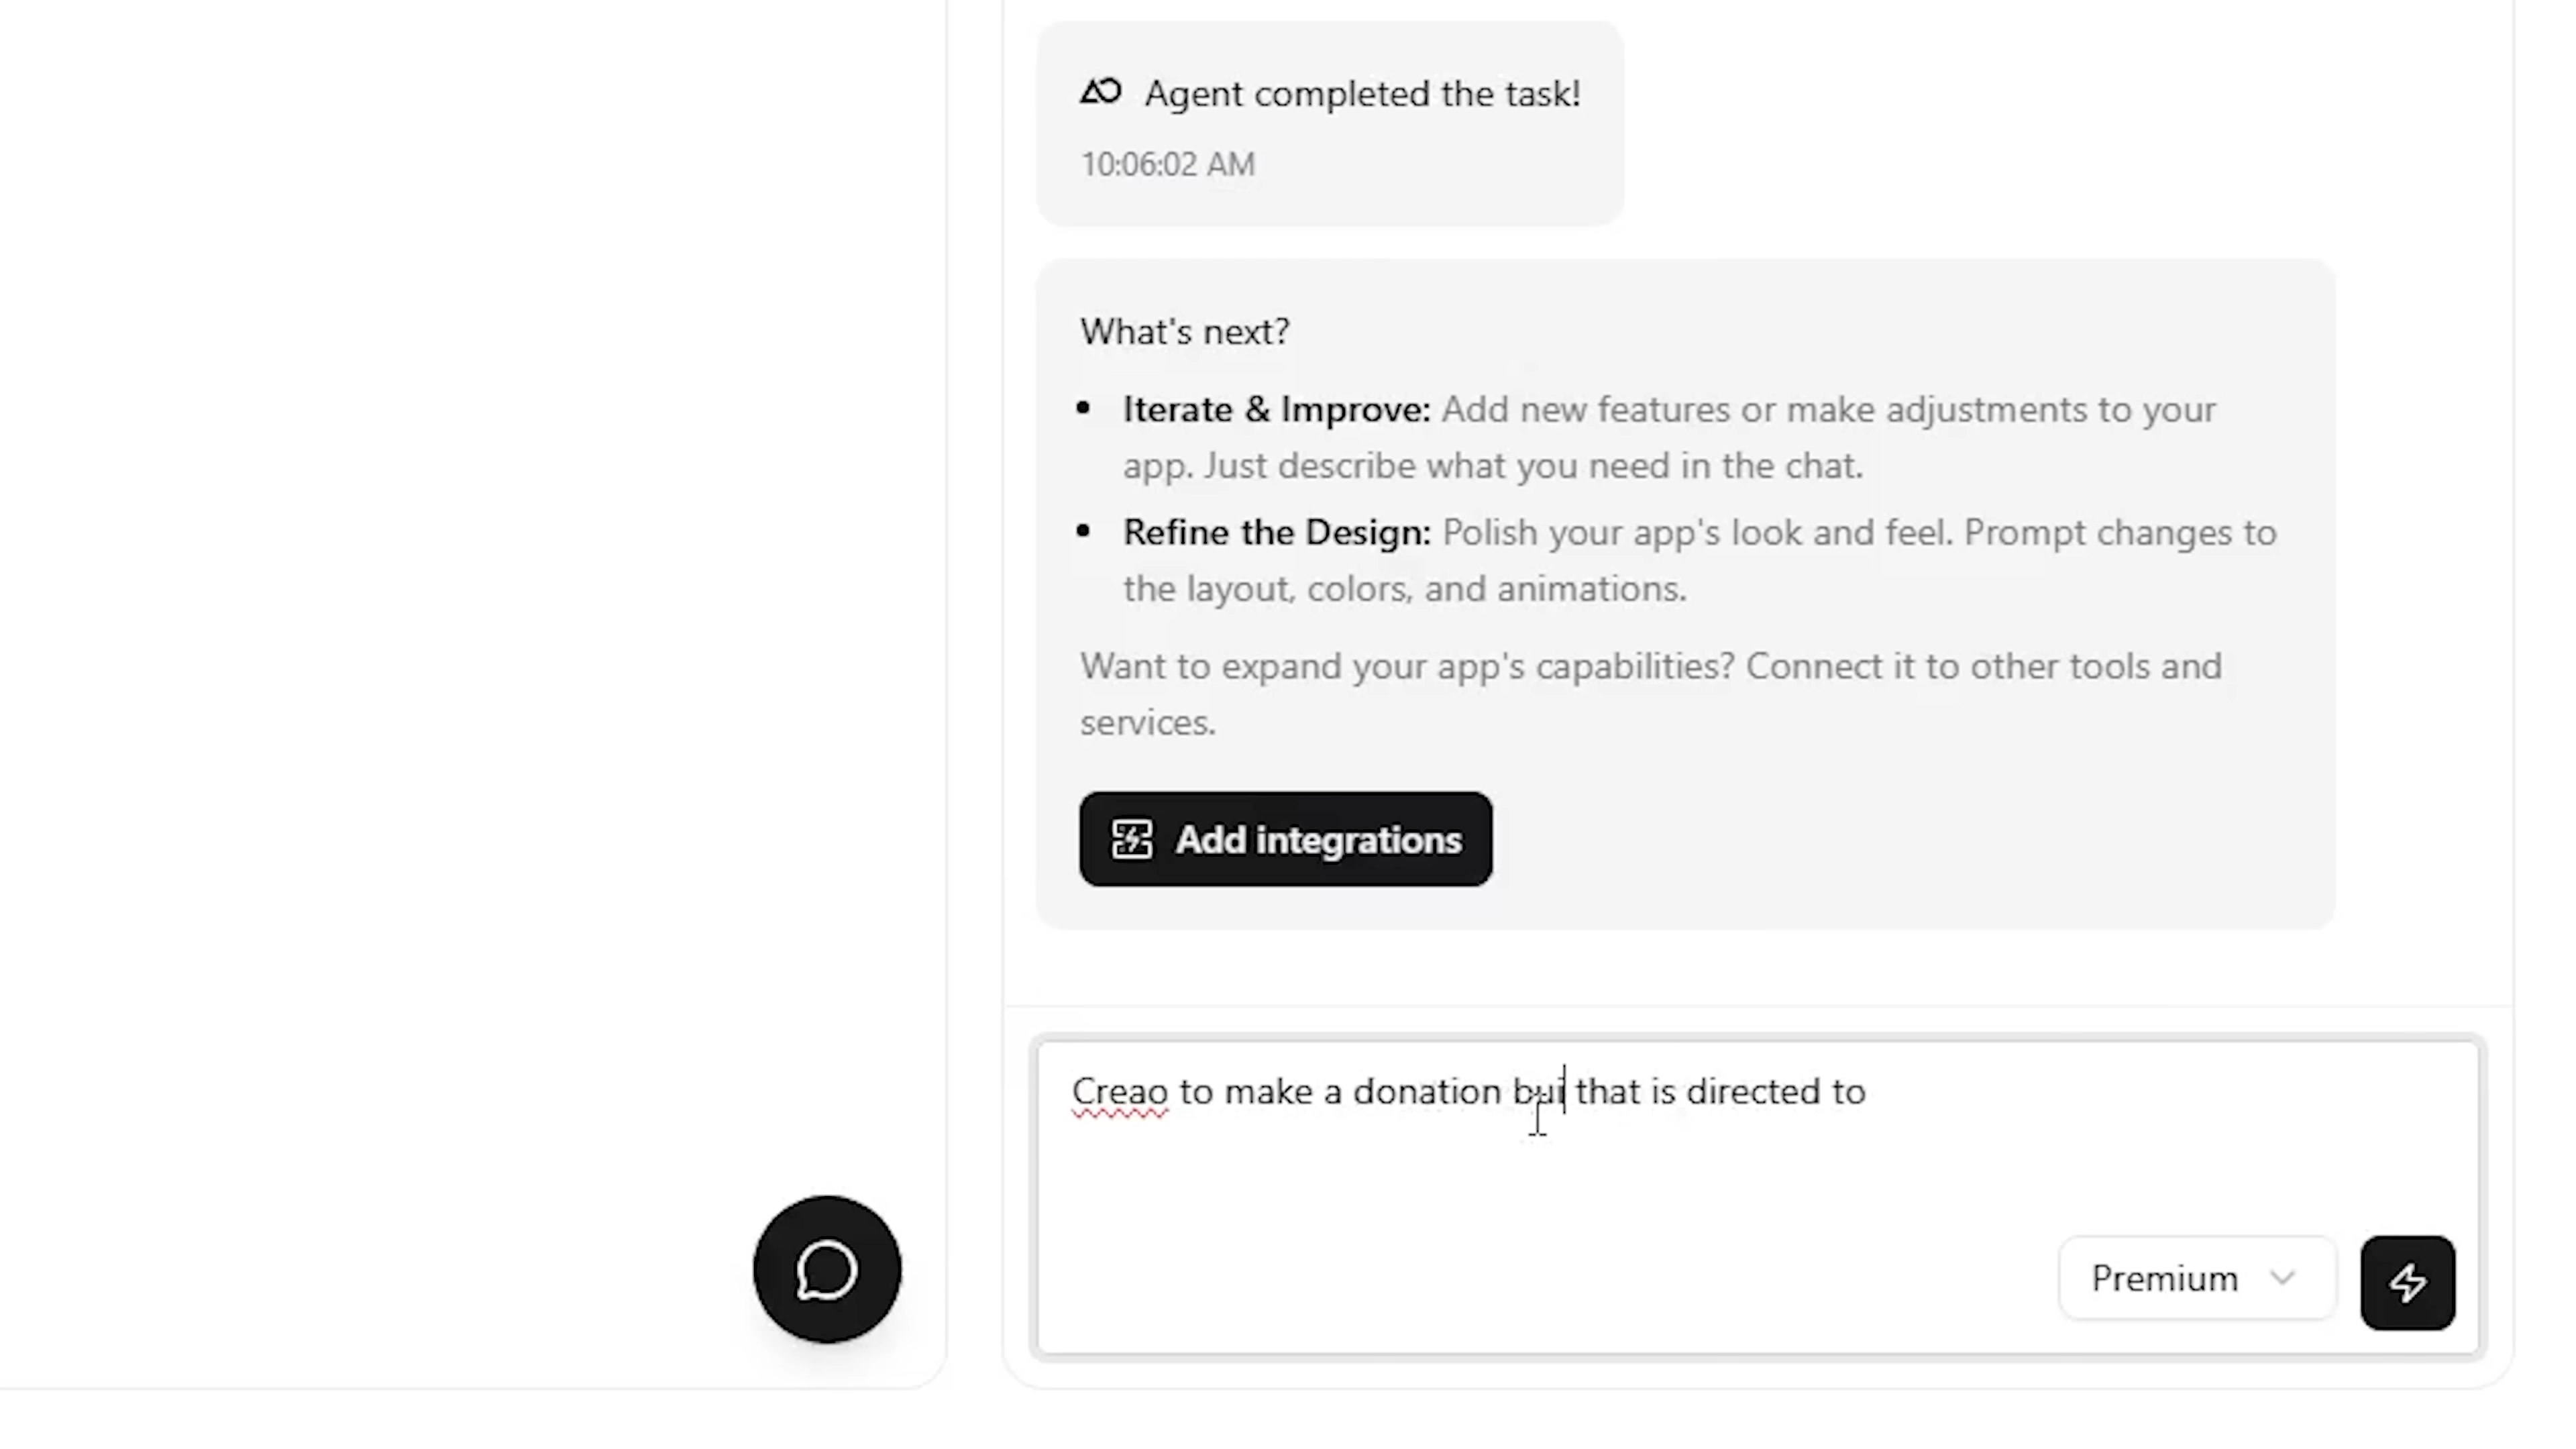 Agent completed the task!
10:06:02 AM
What's next?
Iterate & Improve: Add new features or make adjustments to your
app. Just describe what you need in the chat.
Refine the Design: Polish your app's look and feel. Prompt changes to
the layout, colors, and animations.
Want to expand your app's capabilities? Connect it to other tools and
services.
Add integrations
Creao to make a donation that is directed to
Premium